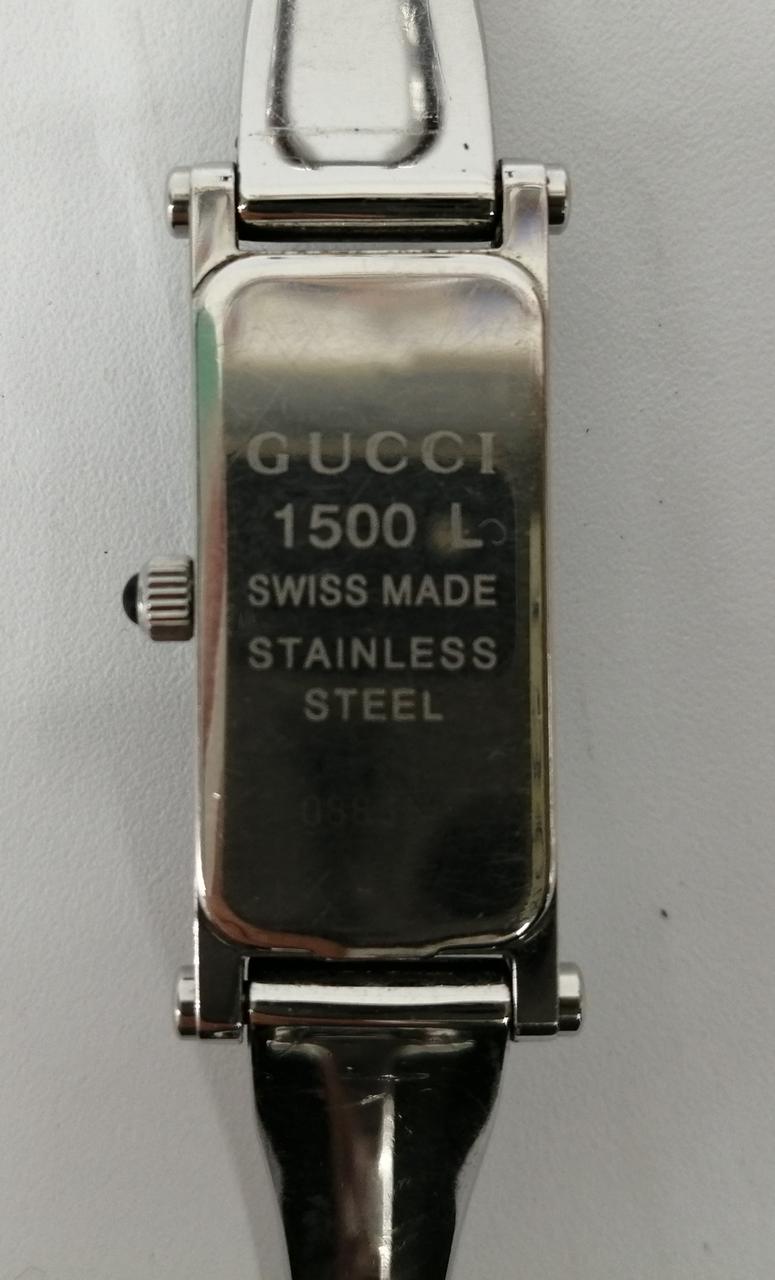 GUCCI
1500 L
SWISS MADE
STAINLESS
STEEL